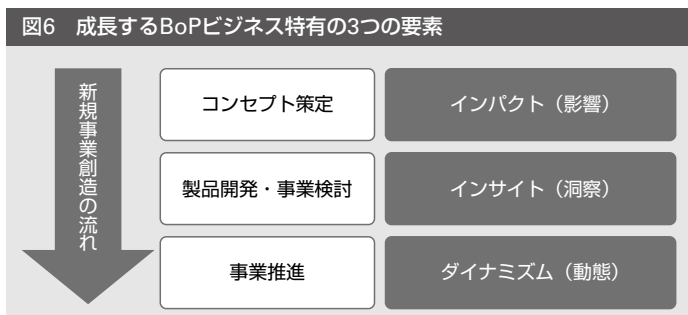 図6　成長するBoPビジネス特有の3つの要素
新規事業創造の流れ
コンセプト策定
インパクト（影響）
製品開発・事業検討
インサイト（洞察）
事業推進
ダイナミズム（動態）